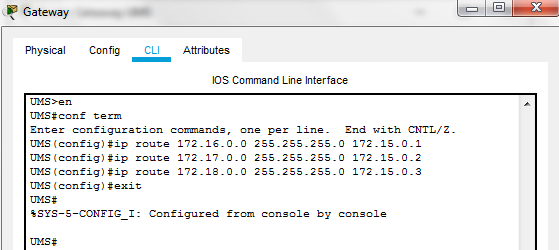 Gateway
Physical Config CLI Attributes
IOS Command Line Interface
UMS>en
UMS#conf term
Enter configuration commands, one per line.  End with CNTL/Z.
UMS(config)#ip route 172.16.0.0 255.255.255.0 172.15.0.1
UMS(config)#ip route 172.17.0.0 255.255.255.0 172.15.0.2
UMS(config)#ip route 172.18.0.0 255.255.255.0 172.15.0.3
UMS(config)#exit
UMS#
%SYS-5-CONFIG_I: Configured from console by console
UMS#